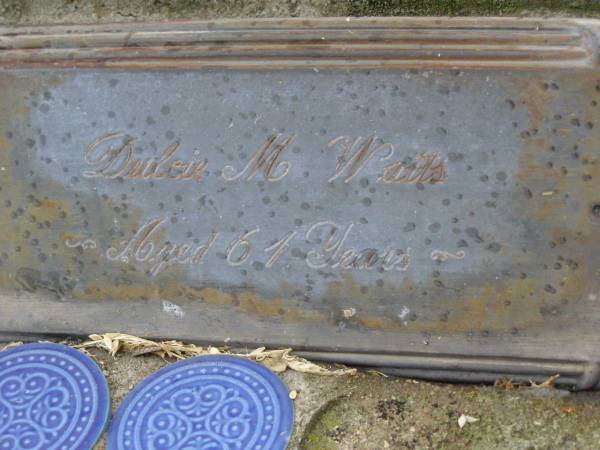 Dulcie M Watts
~ Aged 61 Years ~